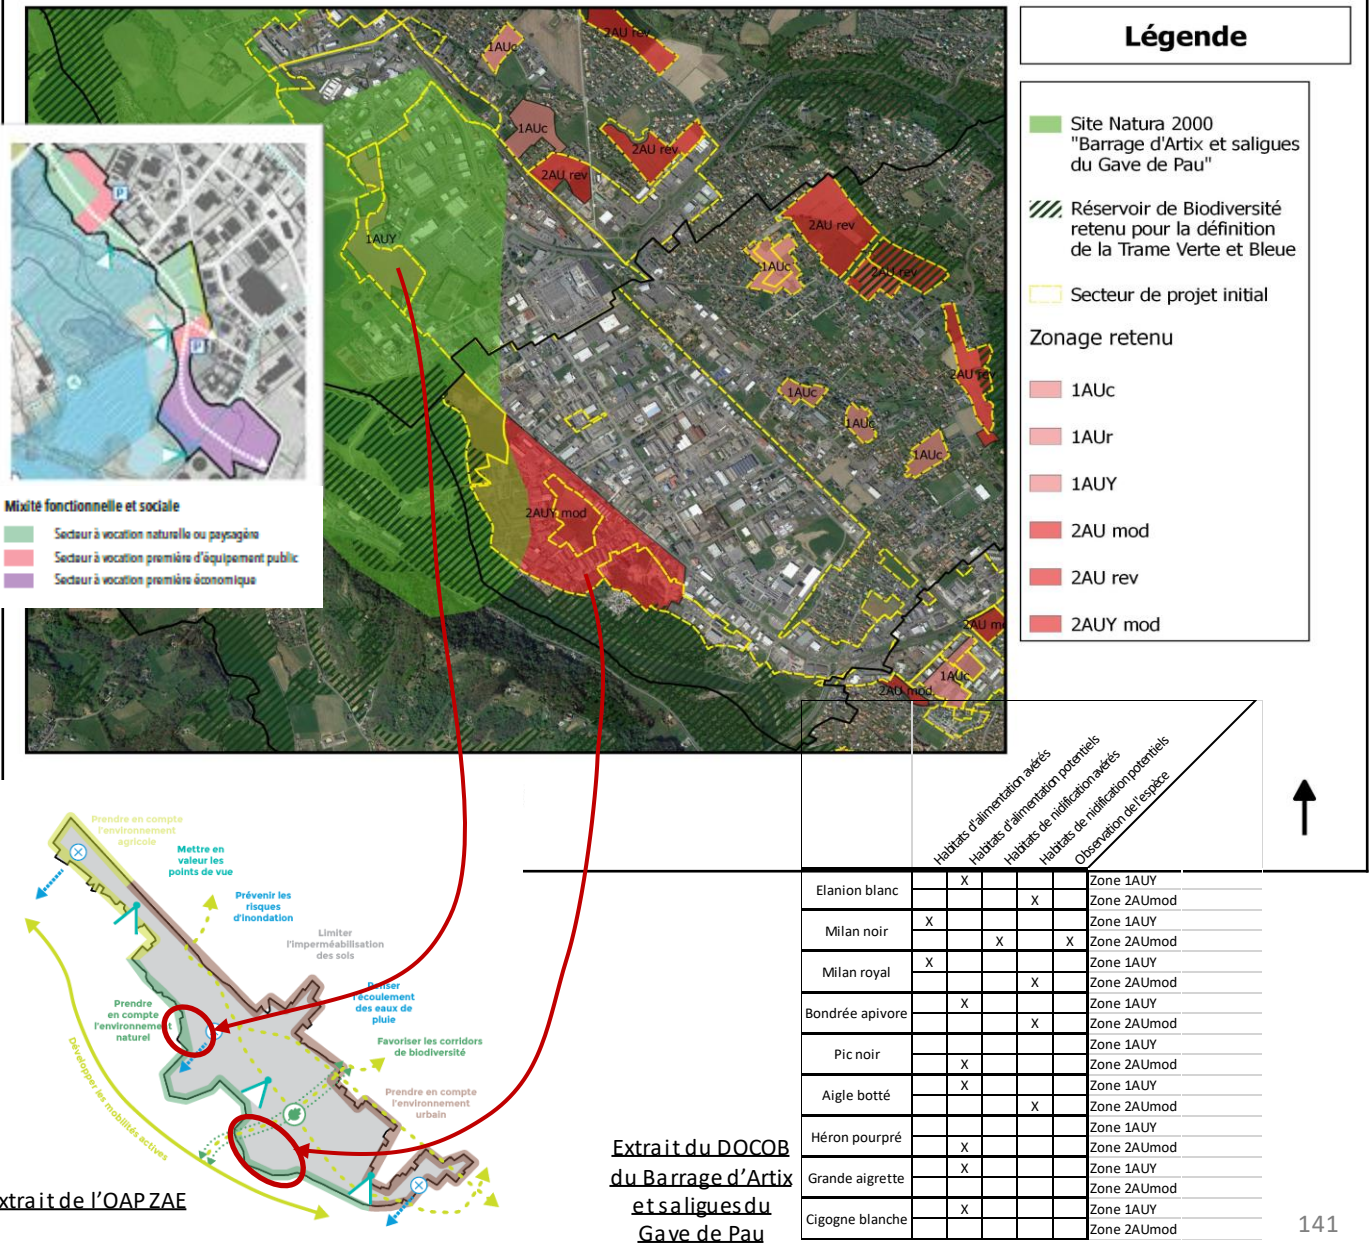 Légende
Site Natura 2000
"Barrage d'Artix et saligues
du Gave de Pau"
Réservoir de Biodiversité
retenu pour la définition
de la Trame Verte et Bleue
Secteur de projet initial
Zonage retenu
1AUc
1AUr
1AUY
2AU mod
2AU rev
2AUY mod
1AUc
2AU rev
1AUc
2AU rev
2AU rev
1AUY
2AU rev
1AUc
2AU rev
2AU rev
1AUc
1AUc
1AUc
2AUY mod
2AU m
1AUc
2AU mod
P
P
Mixité fonctionnelle et sociale
Secteur à vocation naturelle ou paysagère
Secteur à vocation première d'équipement public
Secteur à vocation première économique
Prendre en compte
l'environnement
agricole
Mettre en
valeur les
points de vue
Prévenir les
risques
d'inondation
Limiter
l'imperméabilisation
des sols
Penser
l'écoulement
des eaux de
pluie
Prendre
en compte
l'environnement
naturel
Favoriser les corridors
de biodiversité
Prendre en compte
l'environnement
urbain
Développer les mobilités actives
xtrait de l'OAP ZAE
Extrait du DOCOB
du Barrage d'Artix
et saligues du
Gave de Pau
Habitats d'alimentation avérés
Habitats d'alimentation potentiels
Habitats de nidification avérés
Habitats de nidification potentiels
Observation de l'espèce
Elanion blanc
X Zone 1AUY
X Zone 2AUmod
Milan noir
X Zone 1AUY
X X Zone 2AUmod
Milan royal
X Zone 1AUY
X Zone 2AUmod
Bondrée apivore
X Zone 1AUY
X Zone 2AUmod
Pic noir
Zone 1AUY
X Zone 2AUmod
Aigle botté
X Zone 1AUY
X Zone 2AUmod
Héron pourpré
Zone 1AUY
X Zone 2AUmod
Grande aigrette
X Zone 1AUY
Zone 2AUmod
Cigogne blanche
X Zone 1AUY
Zone 2AUmod
141